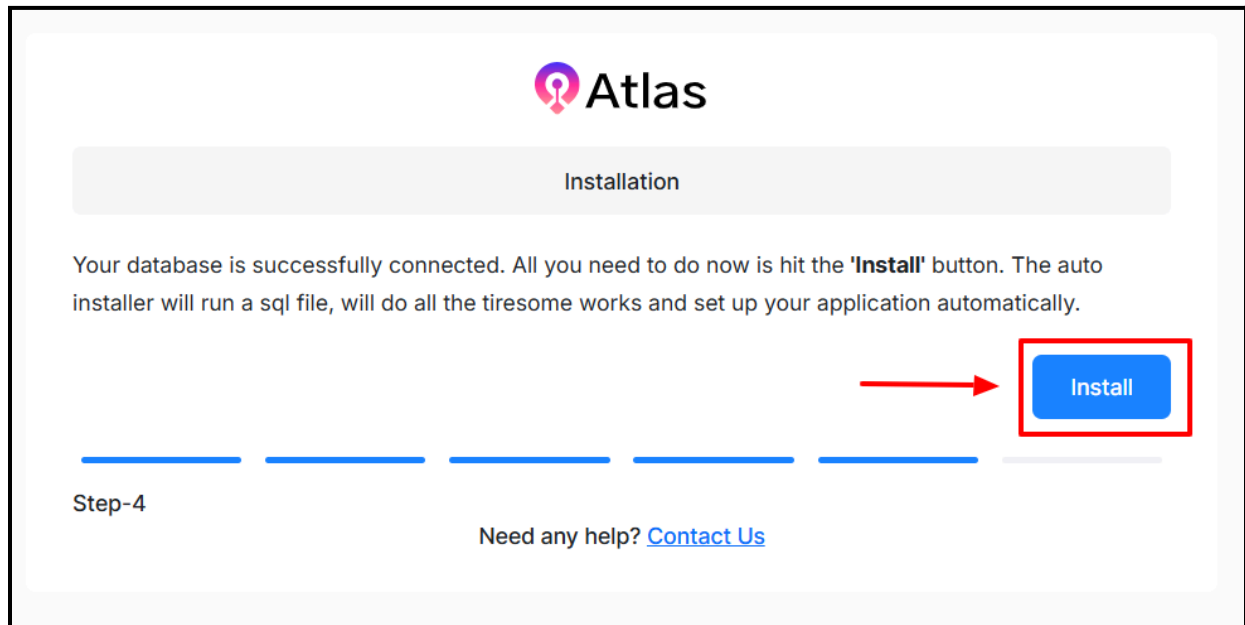 Atlas
Installation
Your database is successfully connected. All you need to do now is hit the 'Install' button. The auto
installer will run a sql file, will do all the tiresome works and set up your application automatically.
Install
Step-4
Need any help? Contact Us